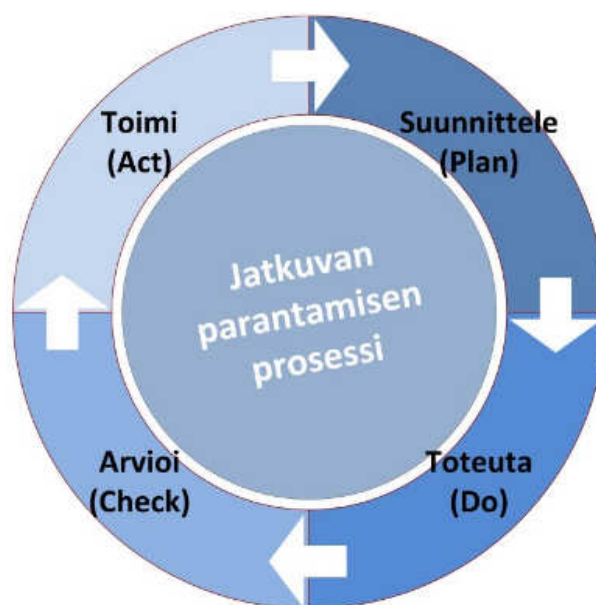 Toimi
(Act)
Suunnittele
(Plan)
Jatkuvan
parantamisen
prosessi
Arvioi
(Check)
Toteuta
(Do)